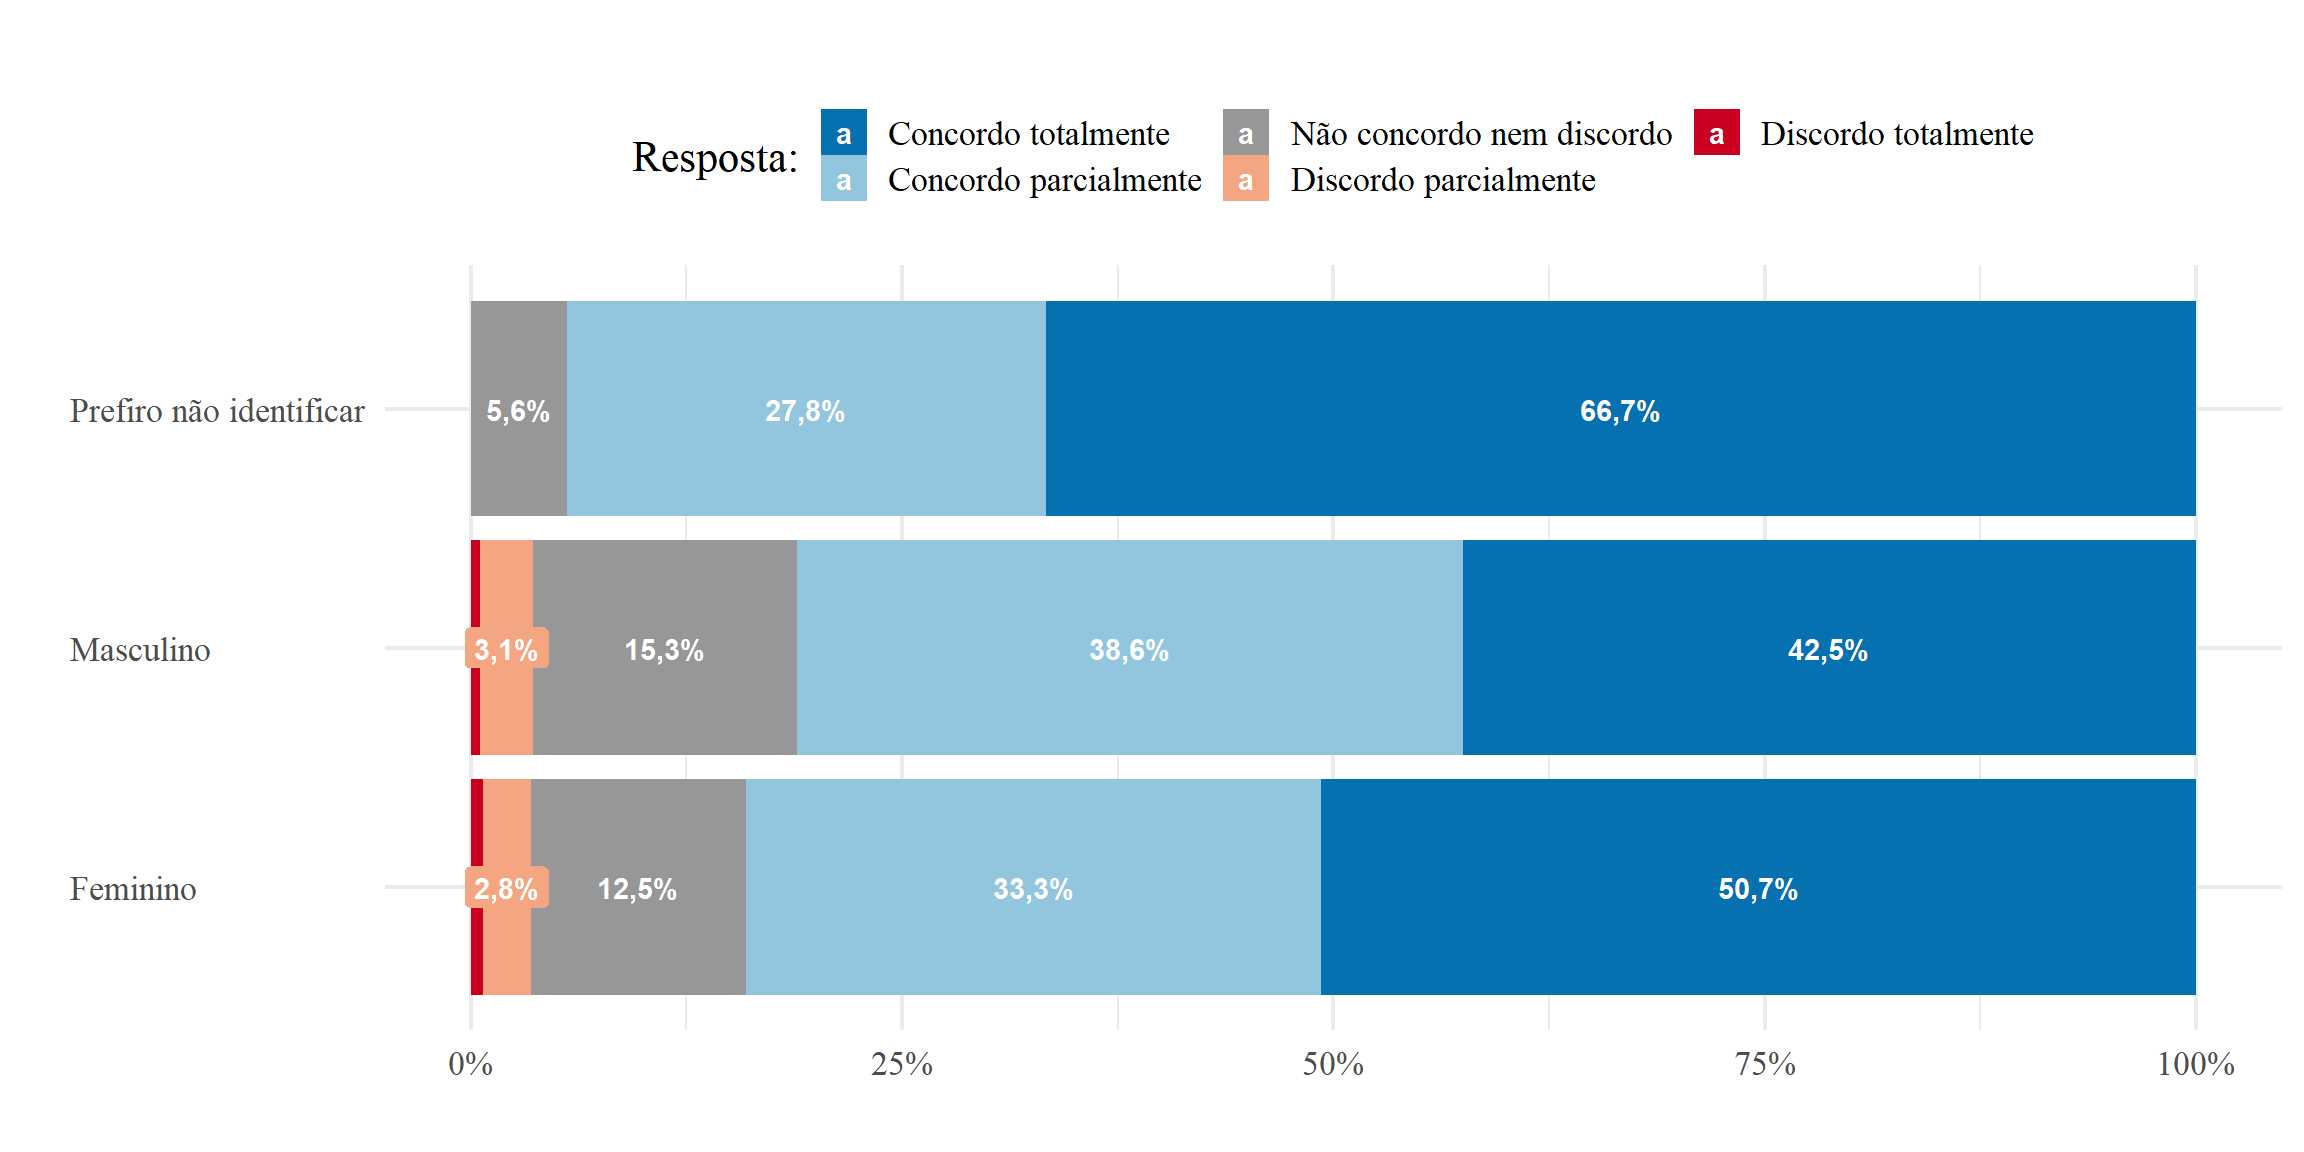 Resposta:
a Concordo totalmente
a Concordo parcialmente
a Não concordo nem discordo
a Discordo parcialmente
a Discordo totalmente
Prefiro não identificar
5,6% 27,8% 66,7%
Masculino
3,1% 15,3% 38,6% 42,5%
Feminino
2,8% 12,5% 33,3% 50,7%
0% 25% 50% 75% 100%